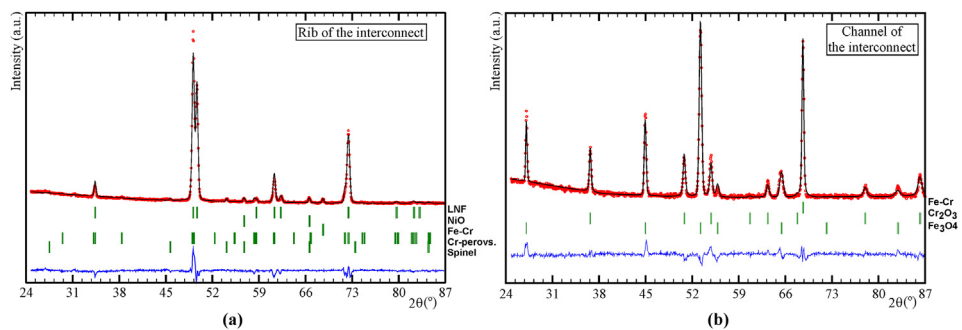 Intensity (a.u.)
Rib of the interconnect
LNF
NiO
Fe-Cr
Cr-perovs.
Spinel
24 31 38 45 52 59 66 73 80 87
2θ(º)
(a)
Intensity (a.u.)
Channel of
the interconnect
Fe-Cr
Cr₂O₃
Fe₃O4
24 31 38 45 52 59 66 73 80 87
2θ(º)
(b)